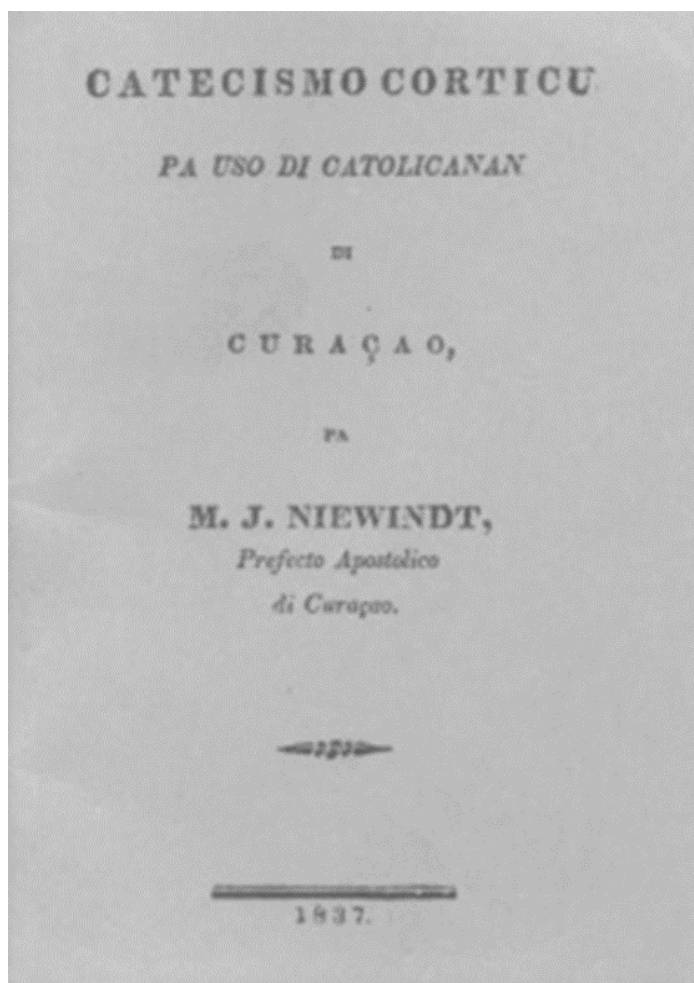 CATECISMO CORTICU
PA USO DI CATOLICANAN
DI
CURAÇAO,
PA
M. J. NIEWINDT,
Prefecto Apostolico
di Curaçao.
1837.